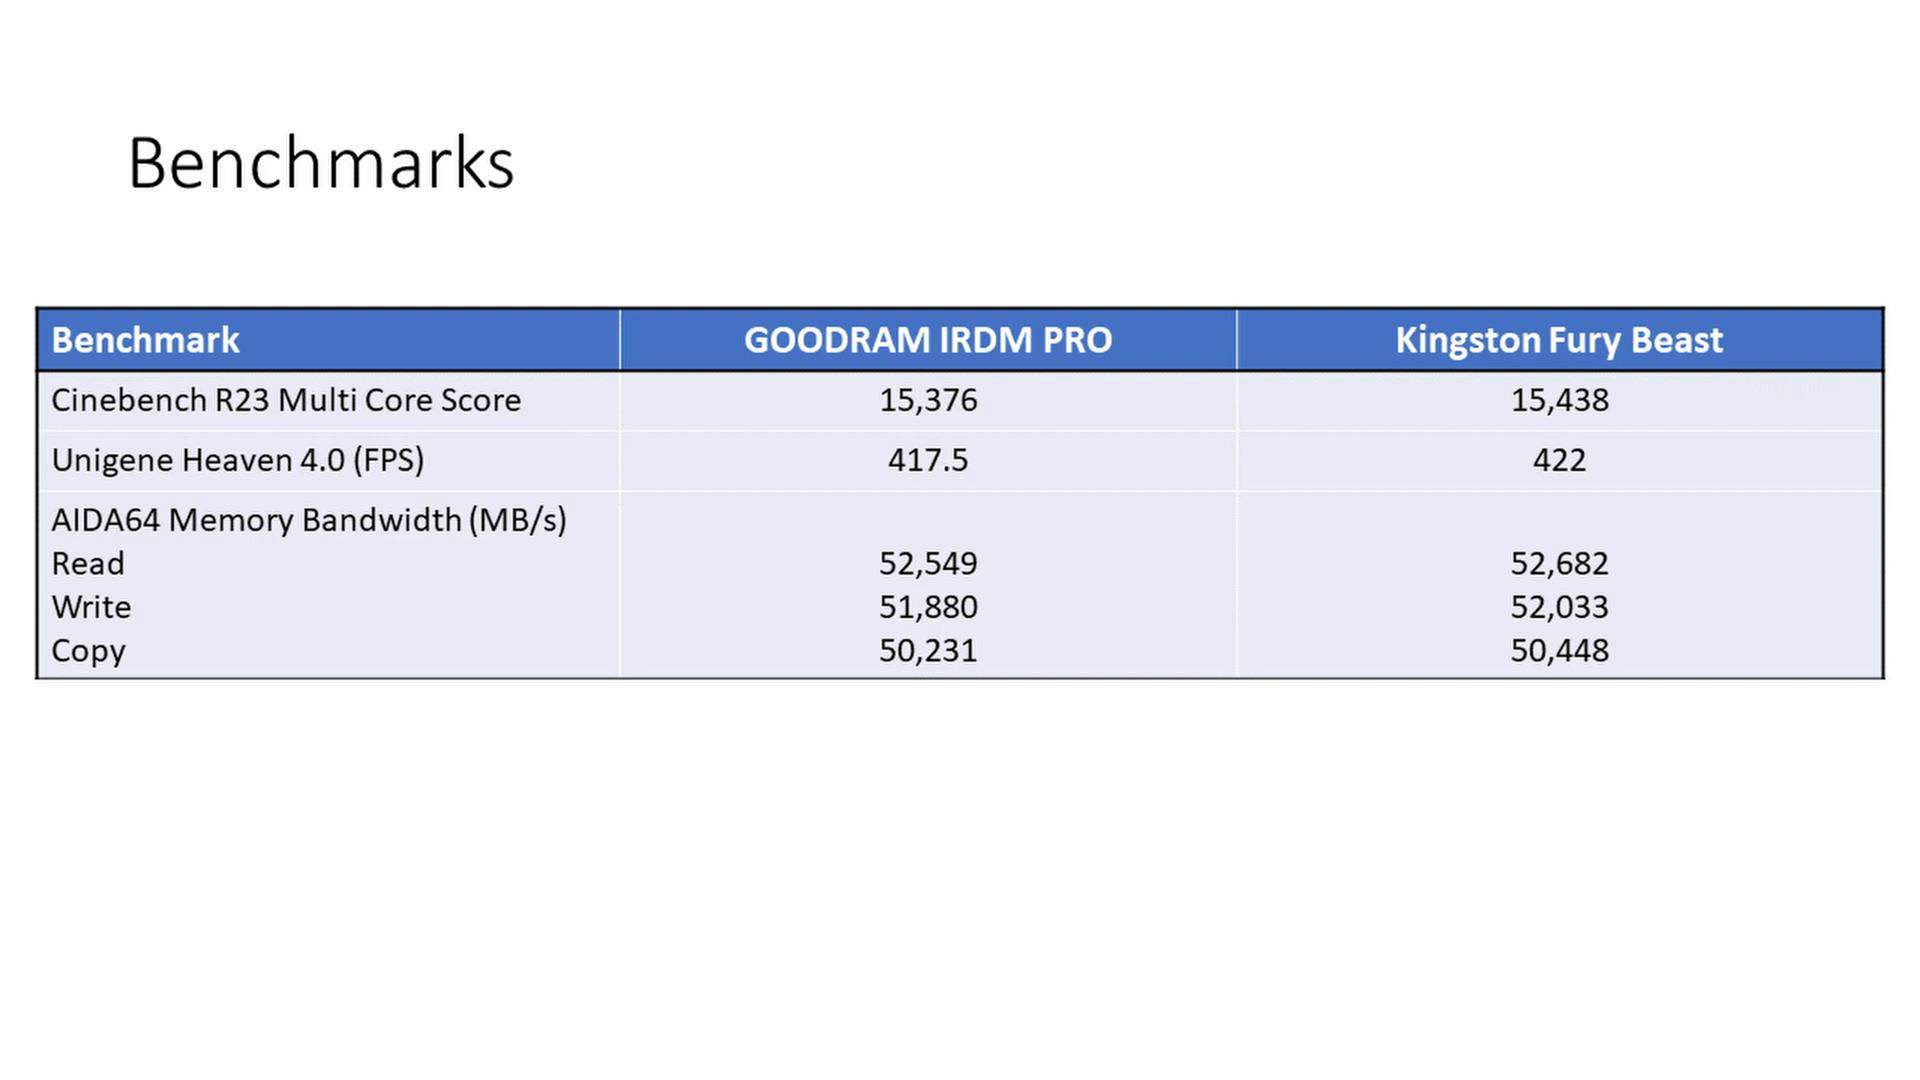 Benchmarks
Benchmark GOODRAM IRDM PRO Kingston Fury Beast
Cinebench R23 Multi Core Score 15,376 15,438
Unigene Heaven 4.0 (FPS) 417.5 422
AIDA64 Memory Bandwidth (MB/s)
Read 52,549 52,682
Write 51,880 52,033
Copy 50,231 50,448